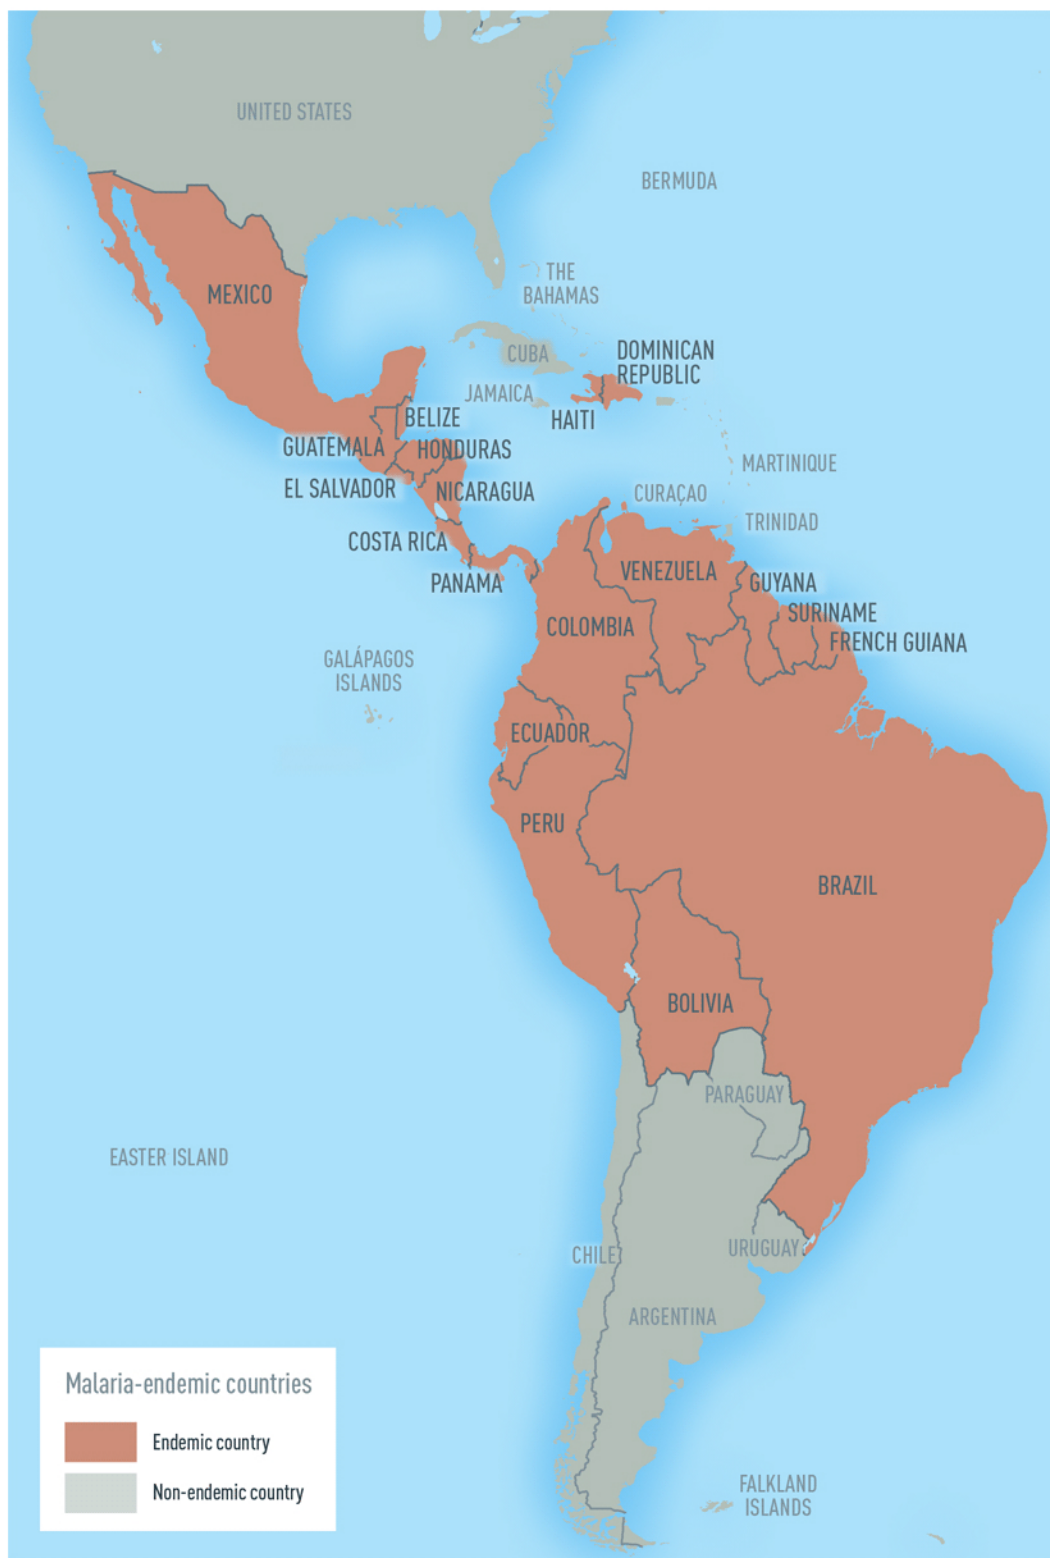 UNITED STATES
BERMUDA
THE
BAHAMAS
MEXICO
CUBA
DOMINICAN
REPUBLIC
JAMAICA
HAITI
BELIZE
GUATEMALA
HONDURAS
EL SALVADOR
NICARAGUA
MARTINIQUE
CURAÇAO
TRINIDAD
COSTA RICA
PANAMA
VENEZUELA
GUYANA
SURINAME
FRENCH GUIANA
COLOMBIA
GALÁPAGOS
ISLANDS
ECUADOR
PERU
BRAZIL
BOLIVIA
PARAGUAY
EASTER ISLAND
CHILE
URUGUAY
ARGENTINA
Malaria-endemic countries
Endemic country
Non-endemic country
FALKLAND
ISLANDS